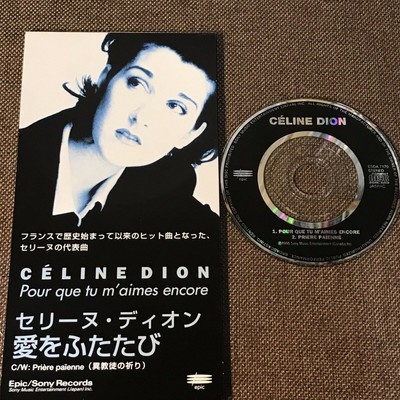 フランスで歴史始まって以来のヒット曲となった、
セリーヌの代表曲
CÉLINE DION
Pour que tu m'aimes encore
セリーヌ・ディオン
愛をふたたび
C/W: Prière païenne（異教徒の祈り）
Epic/Sony Records
Sony Music Entertainment (Japan) Inc.
epic
CÉLINE DION
epic
STEREO
1. POUR QUE TU M'AIMES ENCORE
2. PRIÈRE PAÏENNE